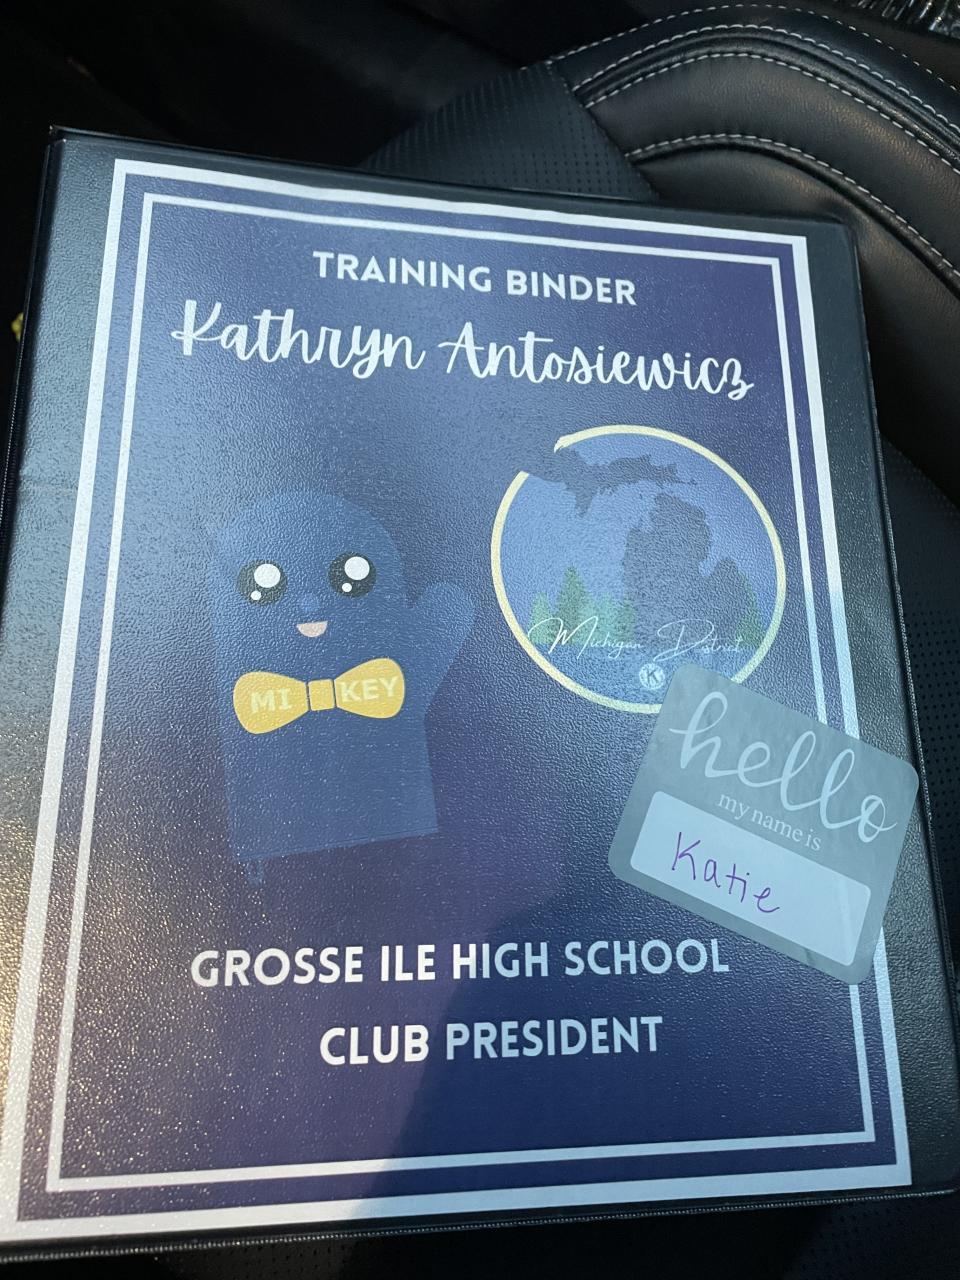 TRAINING BINDER
Kathryn Antosiewicz
MI KEY
Michigan District
K
hello
my name is
Katie
GROSSE ILE HIGH SCHOOL
CLUB PRESIDENT